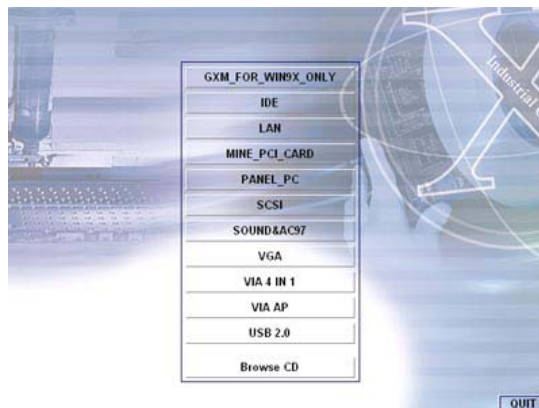 GXM_FOR_WIN9X_ONLY
IDE
LAN
MINE_PCI_CARD
PANEL_PC
SCSI
SOUND&AC97
VGA
VIA 4 IN 1
VIA AP
USB 2.0
Browse CD
Industrial
QUIT